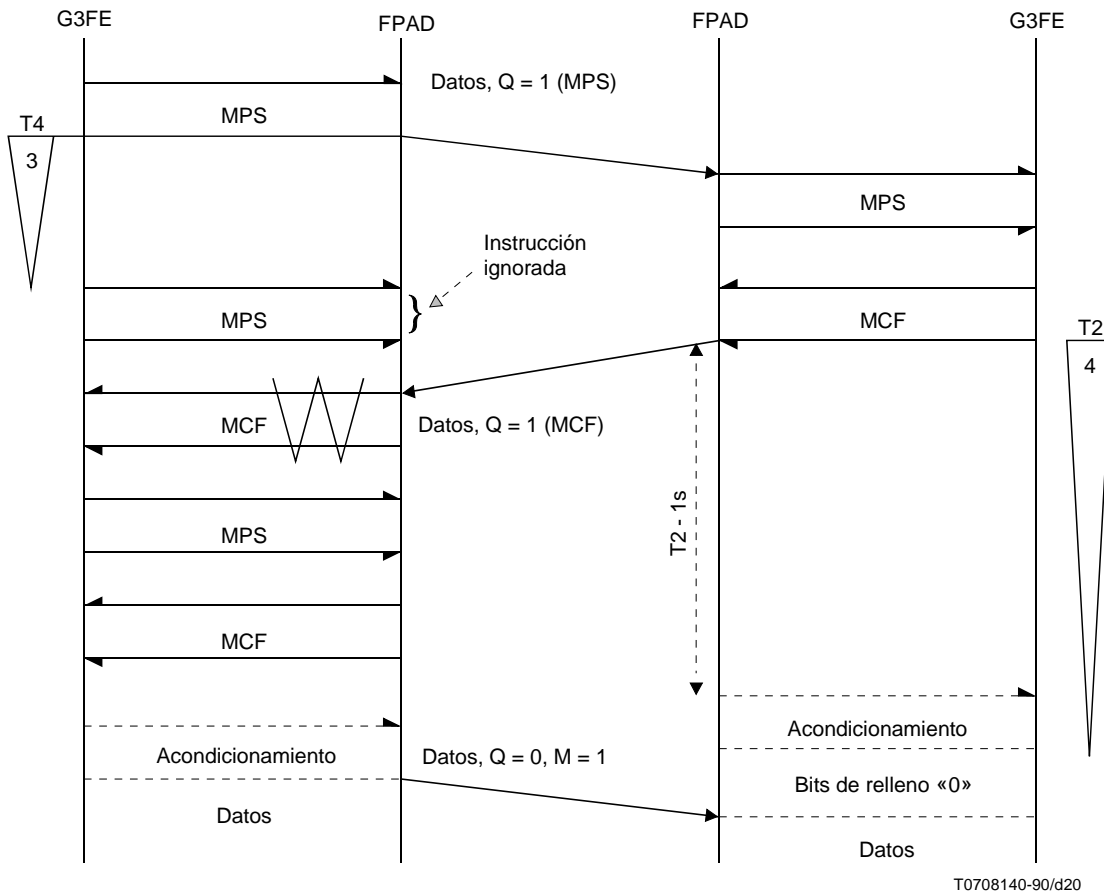 G3FE
FPAD
FPAD
G3FE
Datos, Q = 1 (MPS)
MPS
T4
3
MPS
Instrucción
ignorada
MPS
MCF
T2
4
MCF
Datos, Q = 1 (MCF)
T2 - 1s
MPS
MCF
Acondicionamiento
Acondicionamiento
Datos, Q = 0, M = 1
Bits de relleno «0»
Datos
Datos
T0708140-90/d20